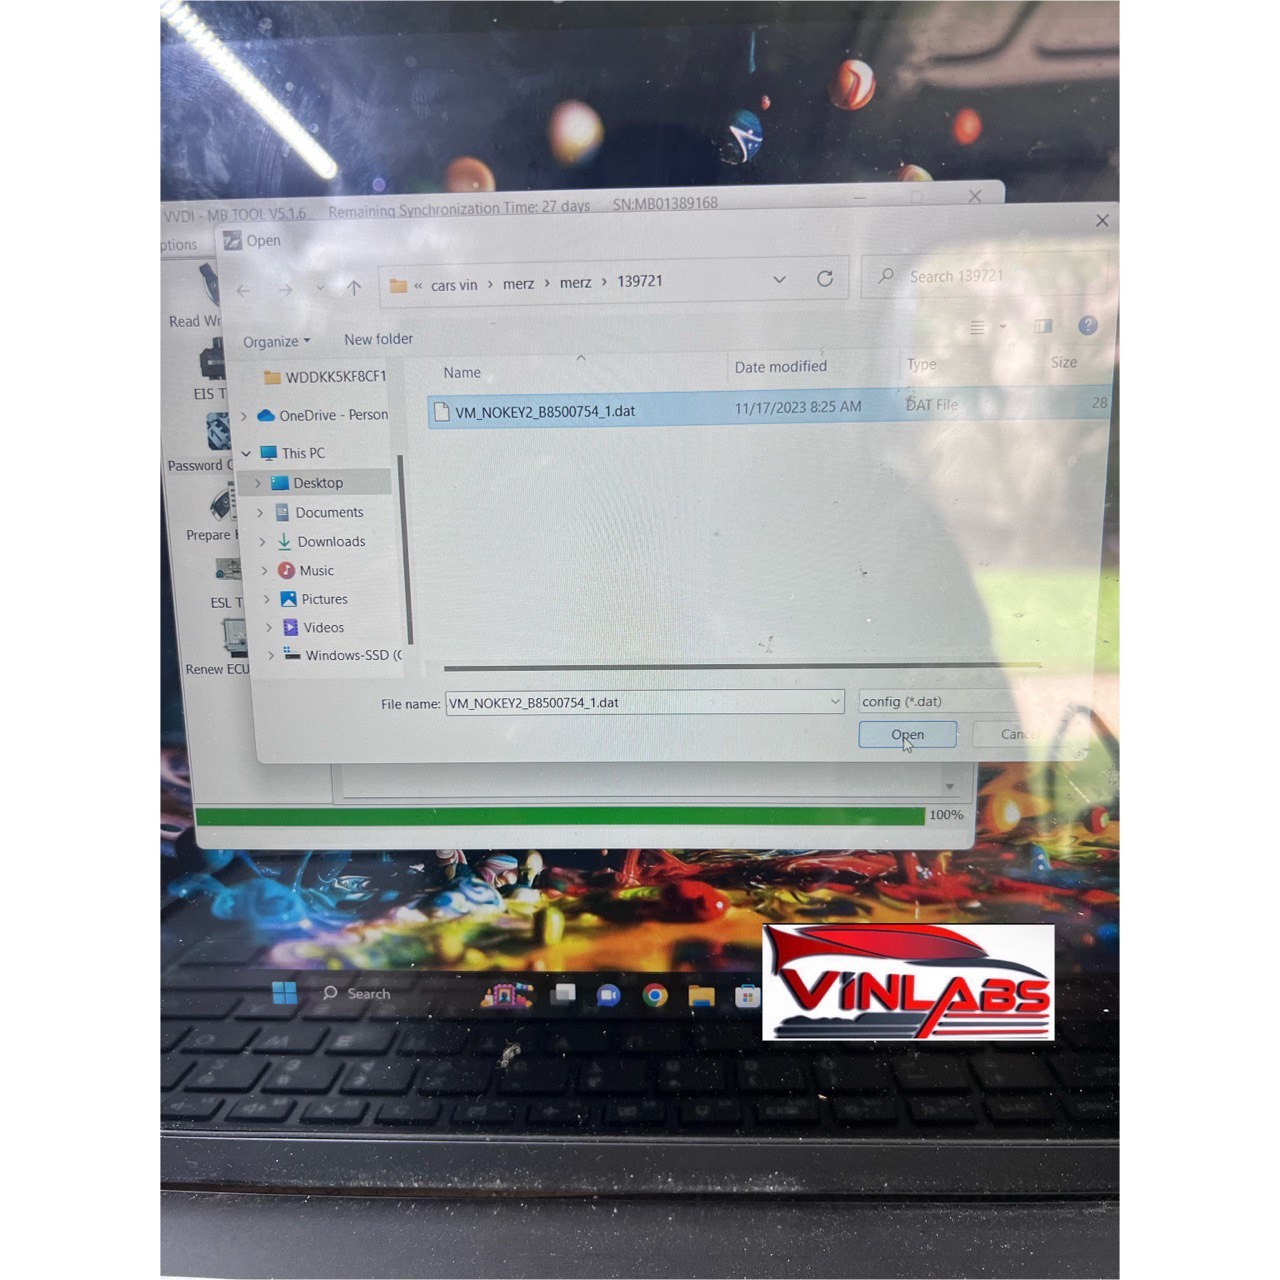 VVDI - MB TOOL V5.1.6 Remaining Synchronization Time: 27 days SN:MB01389168
ptions
Open
« cars vin › merz › merz › 139721
Search 139721
Organize New folder
Name Date modified Type Size
WDDKK5KF8CF1
VM_NOKEY2_B8500754_1.dat 11/17/2023 8:25 AM DAT File 28
OneDrive - Person
This PC
Desktop
Documents
Downloads
Music
Pictures
Videos
Windows-SSD (C
Read Wr
EIS T
Password C
Prepare
ESL T
Renew ECU
File name: VM_NOKEY2_B8500754_1.dat config (*.dat)
Open Canc
100%
VINLABS
Search